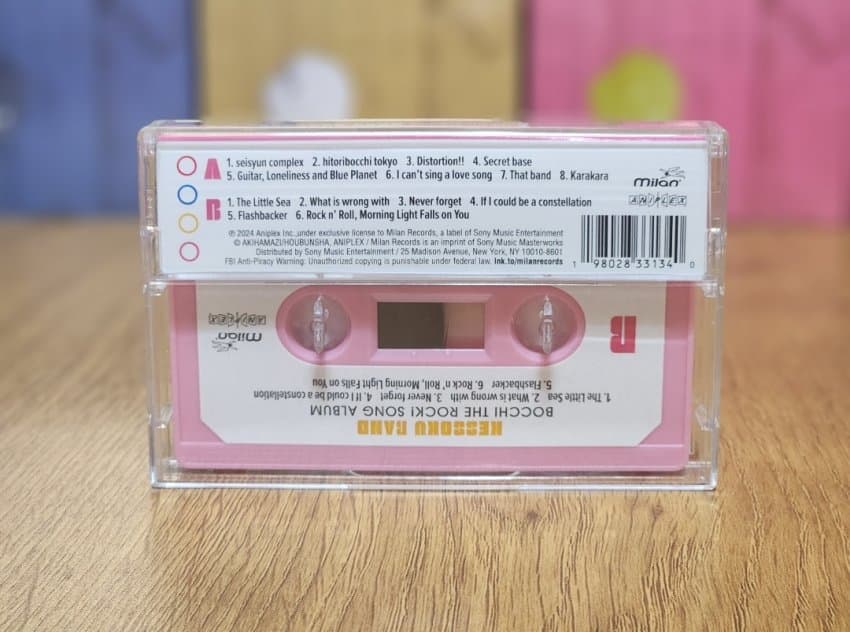 A 1. seisyun complex 2. hitoribocchi tokyo 3. Distortion!! 4. Secret base
5. Guitar, Loneliness and Blue Planet 6. I can't sing a love song 7. That band 8. Karakara
B 1. The Little Sea 2. What is wrong with 3. Never forget 4. If I could be a constellation
5. Flashbacker 6. Rock n' Roll, Morning Light Falls on You
℗ 2024 Aniplex Inc.,under exclusive license to Milan Records, a label of Sony Music Entertainment
© AKIHAMAZI/HOUBUNSHA, ANIPLEX / Milan Records is an imprint of Sony Music Masterworks
Distributed by Sony Music Entertainment / 25 Madison Avenue, New York, NY 10010-8601
FBI Anti-Piracy Warning: Unauthorized copying is punishable under federal law. lnk.to/milanrecords
milan
ANIPLEX
1 98028 33134 0
B
KESSOKU BAND
BOCCHI THE ROCK! SONG ALBUM
1. The Little Sea 2. What is wrong with 3. Never forget 4. If I could be a constellation
5. Flashbacker 6. Rock n' Roll, Morning Light Falls on You
milan
ANIPLEX